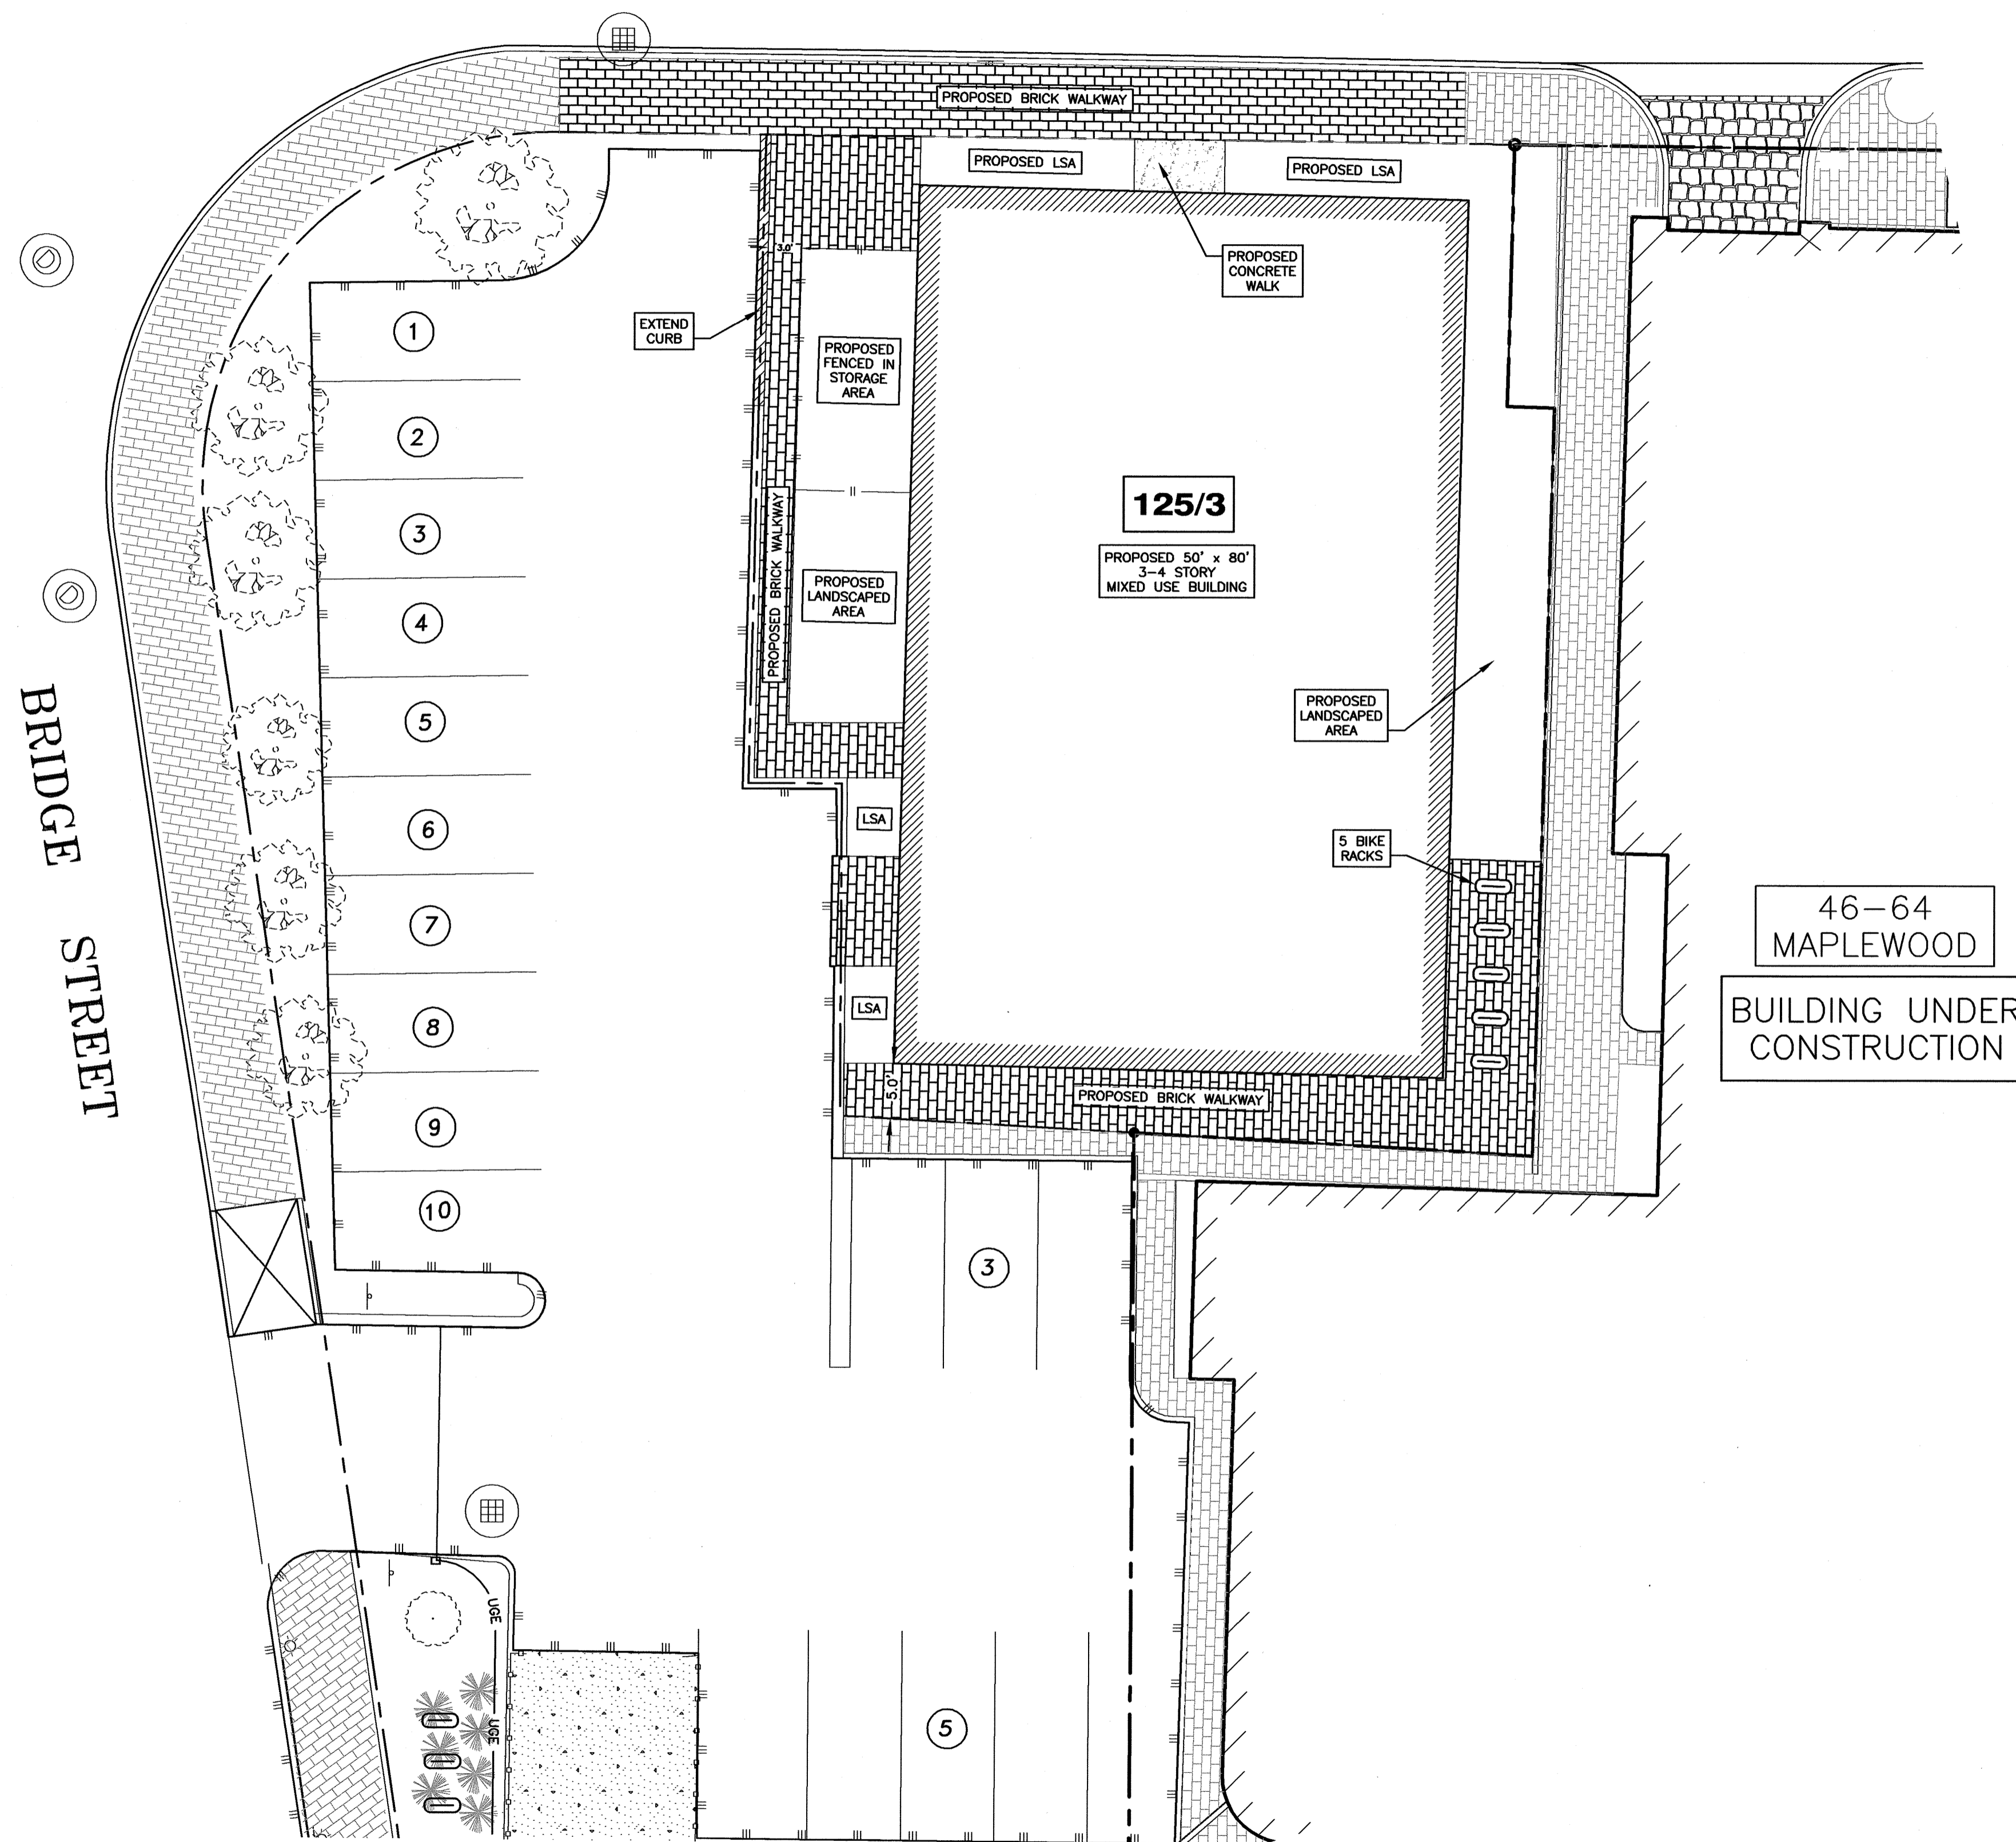 PROPOSED BRICK WALKWAY
PROPOSED LSA
PROPOSED LSA
PROPOSED
CONCRETE
WALK
3.0'
EXTEND
CURB
PROPOSED
FENCED IN
STORAGE
AREA
1
2
3
4
5
6
7
8
9
10
125/3
PROPOSED 50' x 80'
3-4 STORY
MIXED USE BUILDING
PROPOSED BRICK WALKWAY
PROPOSED
LANDSCAPED
AREA
PROPOSED
LANDSCAPED
AREA
BRIDGE STREET
LSA
5 BIKE
RACKS
46-64
MAPLEWOOD
BUILDING UNDER
CONSTRUCTION
LSA
5.0'
PROPOSED BRICK WALKWAY
3
UGE
UGE
5